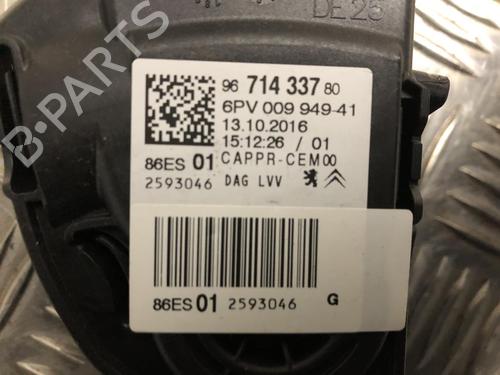 DE25
96 714 337 80
6PV 009 949-41
13.10.2016
15:12:26 / 01
86ES 01 CAPPR-CEM00
2593046 DAG LVV
86ES 01 2593046 G